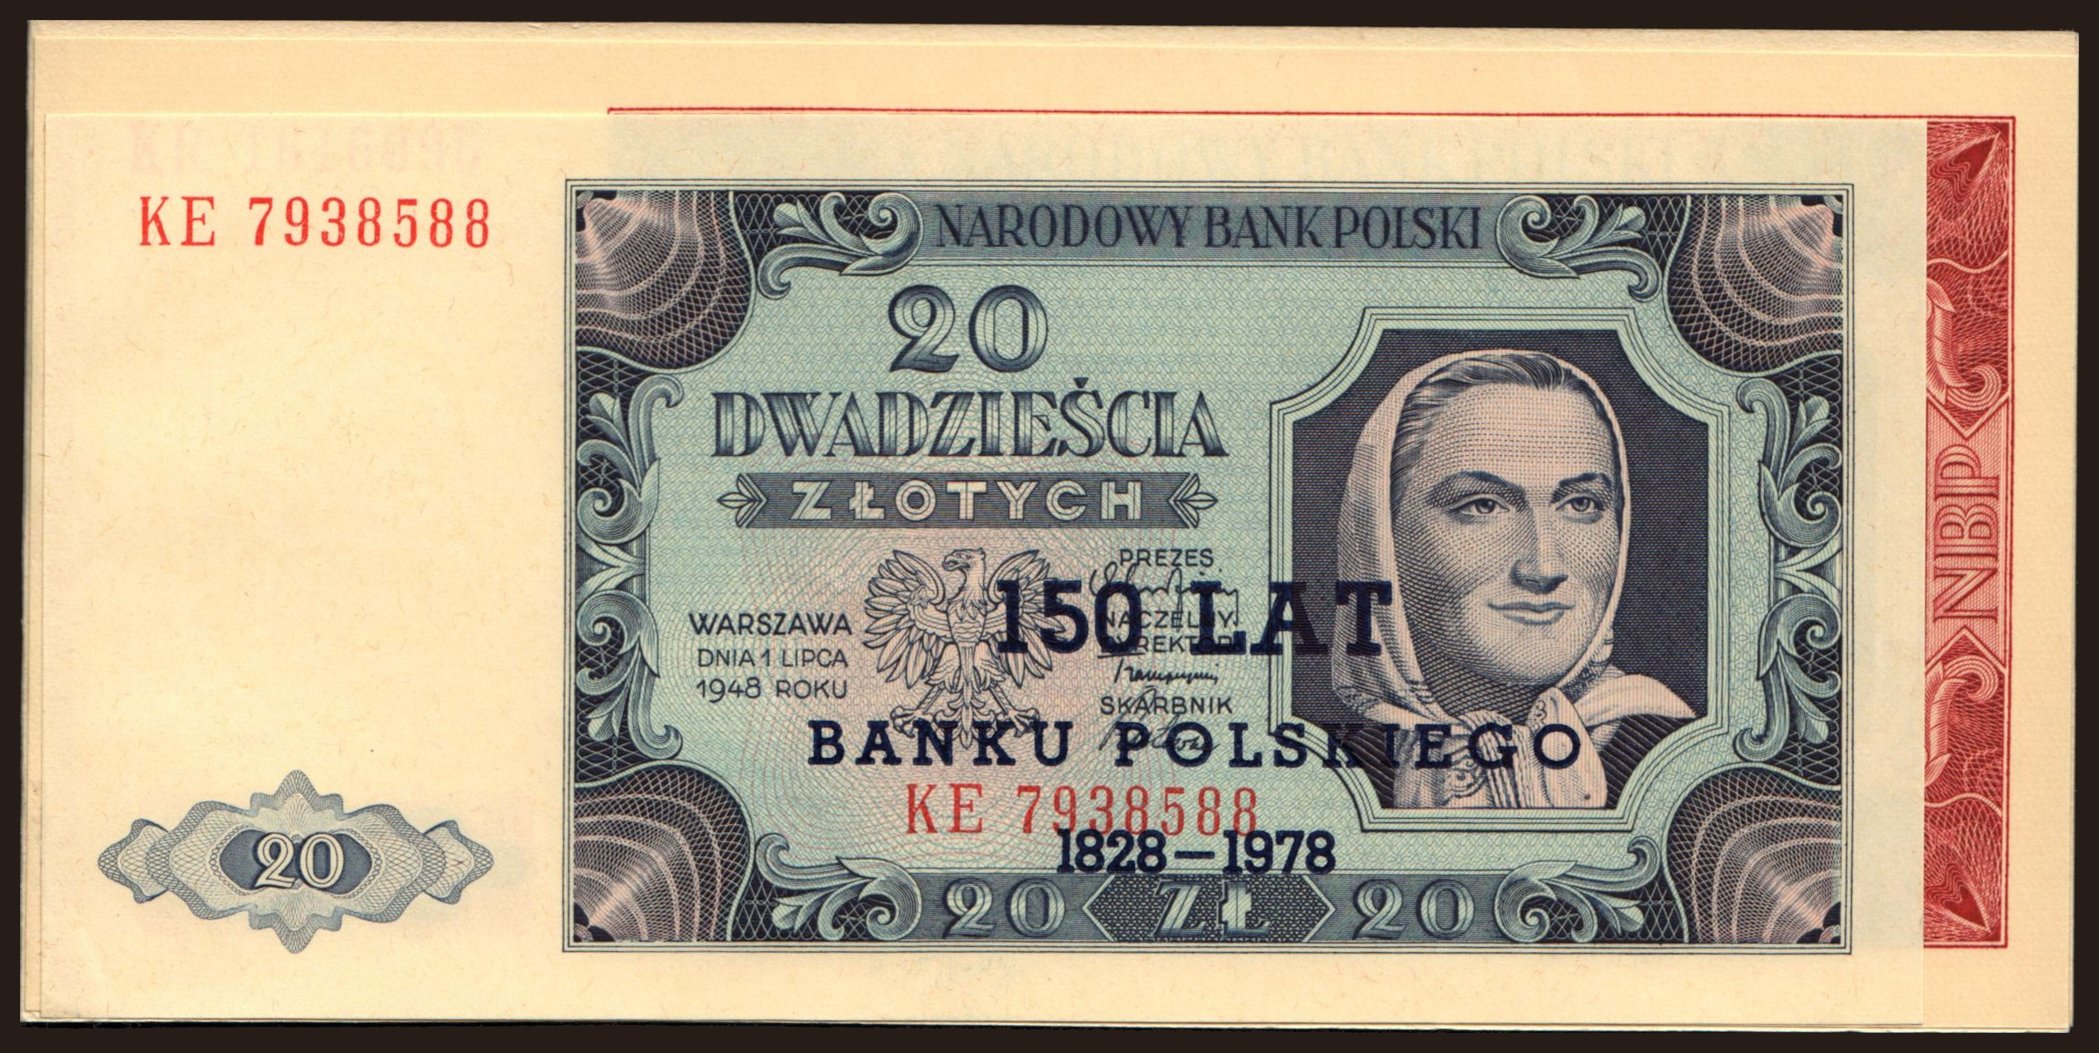 KE 7938588
NARODOWY BANK POLSKI
20
DWADZIEŚCIA
ZŁOTYCH
PREZES
WARSZAWA
DNIA 1 LIPCA
1948 ROKU
NACZELNY
DYREKTOR
SKARBNIK
150 LAT
BANKU POLSKIEGO
KE 7938588
1828—1978
20
20 ZŁ 20
NBP